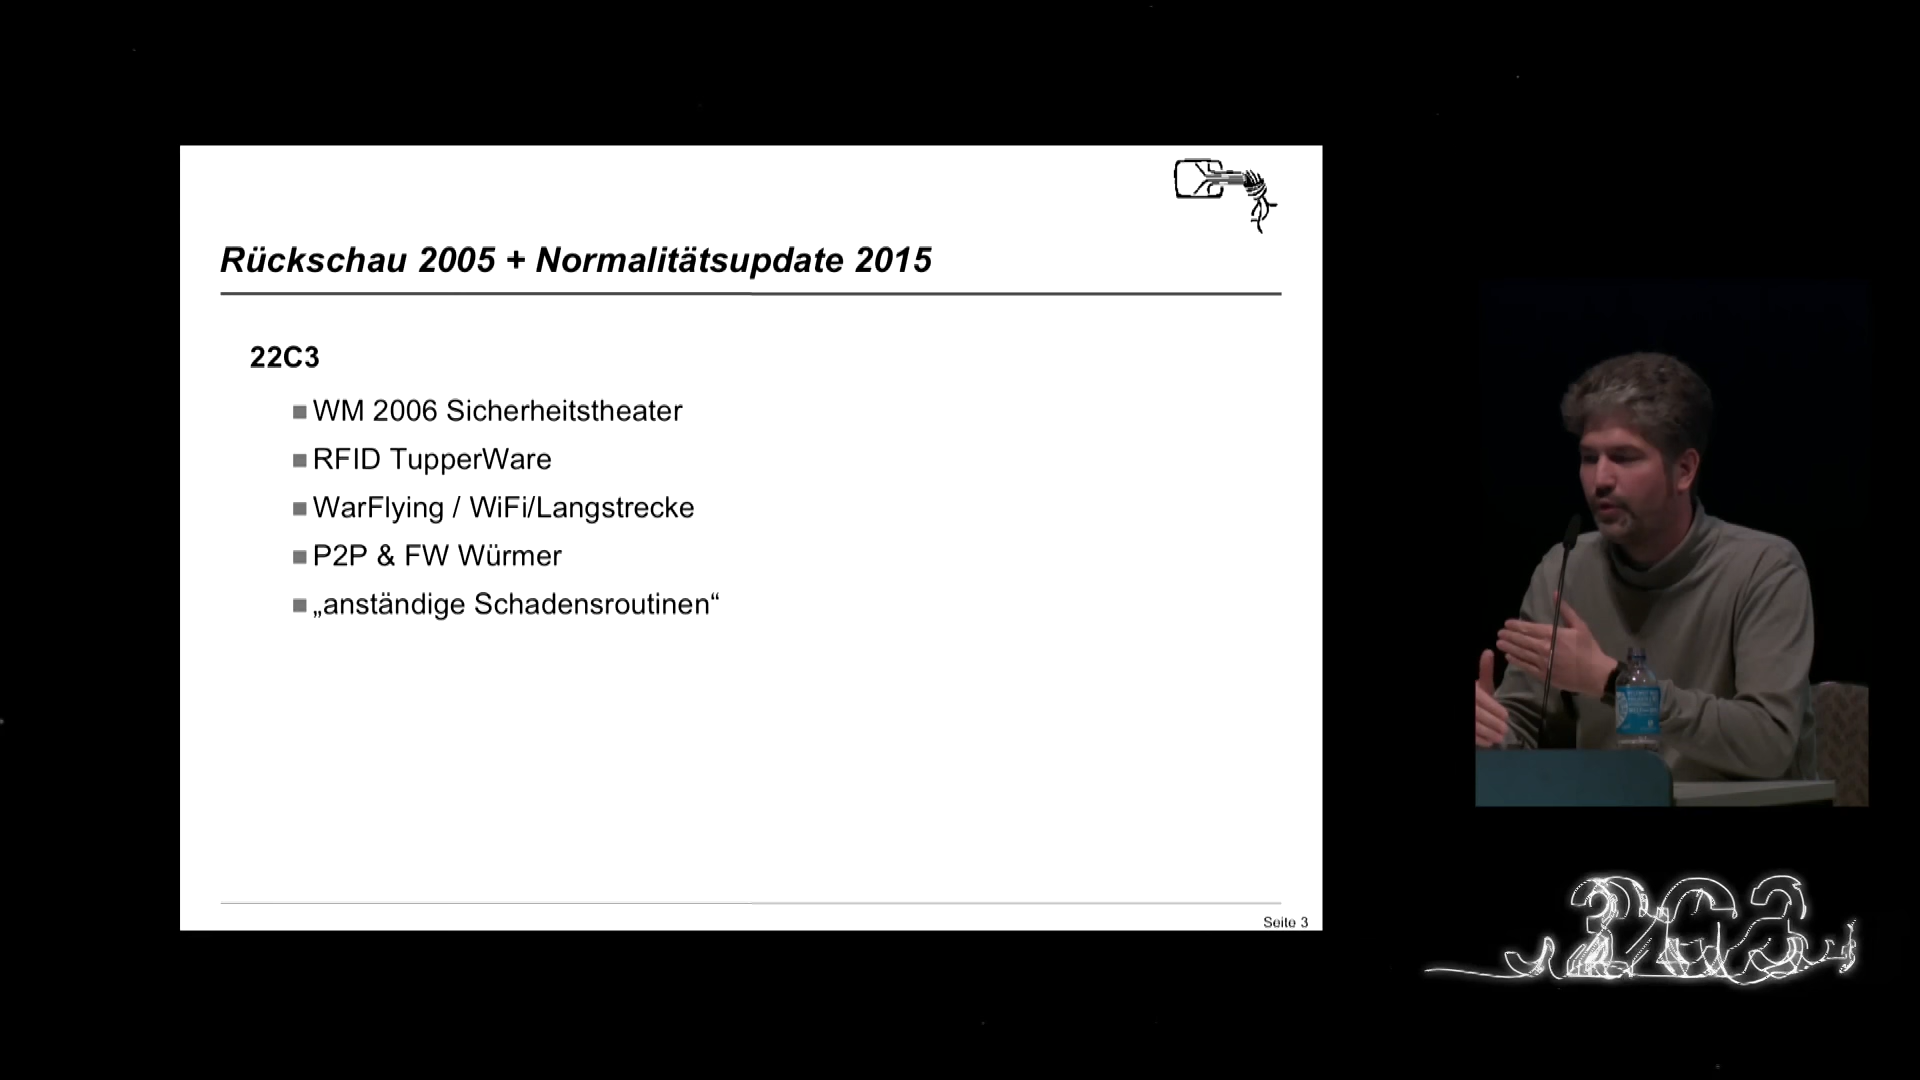 Rückschau 2005 + Normalitätsupdate 2015
22C3
WM 2006 Sicherheitstheater
RFID TupperWare
WarFlying / WiFi/Langstrecke
P2P & FW Würmer
„anständige Schadensroutinen“
Seite 3
32C3